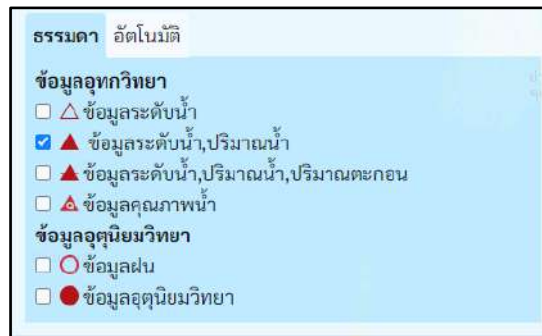 ธรรมดา อัตโนมัติ
ข้อมูลอุทกวิทยา
ข้อมูลระดับน้ำ
ข้อมูลระดับน้ำ,ปริมาณน้ำ
ข้อมูลระดับน้ำ,ปริมาณน้ำ,ปริมาณตะกอน
ข้อมูลคุณภาพน้ำ
ข้อมูลอุตุนิยมวิทยา
ข้อมูลฝน
ข้อมูลอุตุนิยมวิทยา